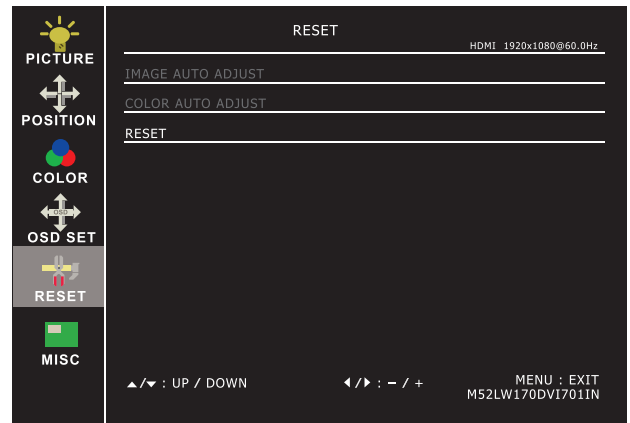 PICTURE
POSITION
COLOR
OSD
OSD SET
RESET
MISC
RESET
HDMI 1920x1080@60.0Hz
IMAGE AUTO ADJUST
COLOR AUTO ADJUST
RESET
▲/▼ : UP / DOWN
◀/▶ : − / +
MENU : EXIT
M52LW170DVI701IN